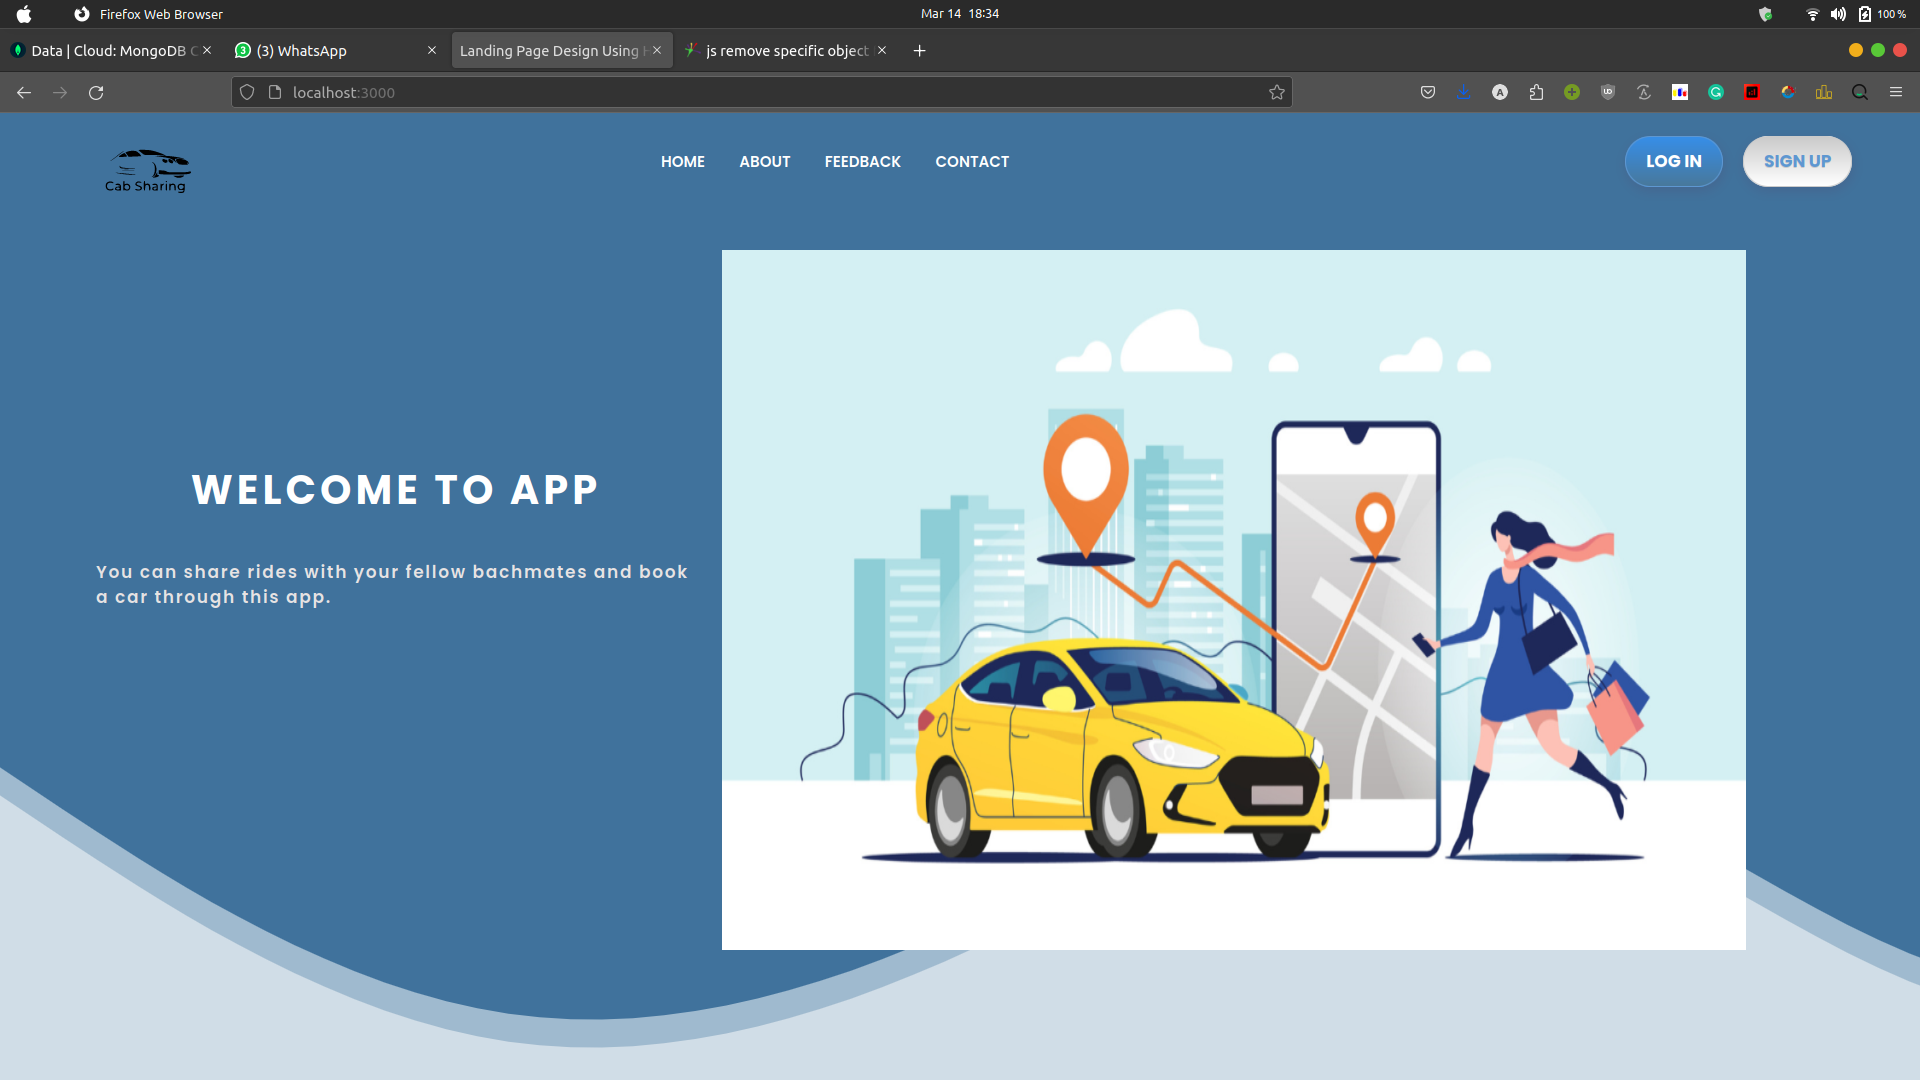 Firefox Web Browser
Mar 14 18:34
100 %
Data | Cloud: MongoDB C
(3) WhatsApp
Landing Page Design Using H
js remove specific object
localhost:3000
Cab Sharing
HOME
ABOUT
FEEDBACK
CONTACT
LOG IN
SIGN UP
WELCOME TO APP
You can share rides with your fellow bachmates and book
a car through this app.